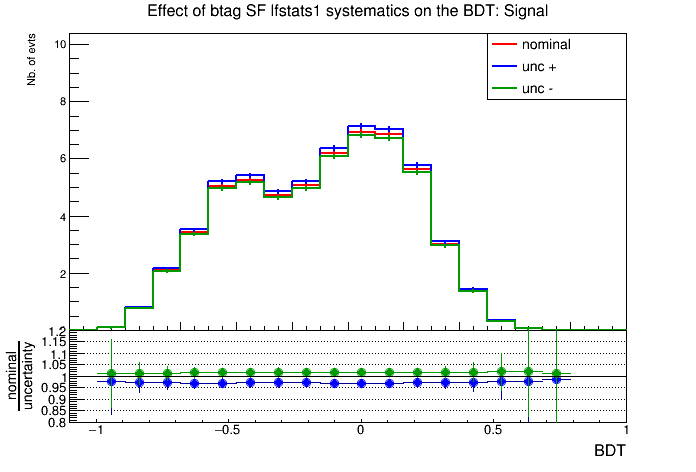 Effect of btag SF lfstats1 systematics on the BDT: Signal
Nb. of evts
10
8
6
4
2
nominal
unc +
unc -
nominal
uncertainty
1.2
1.15
1.1
1.05
1
0.95
0.9
0.85
0.8
−1
−0.5
0
0.5
1
BDT